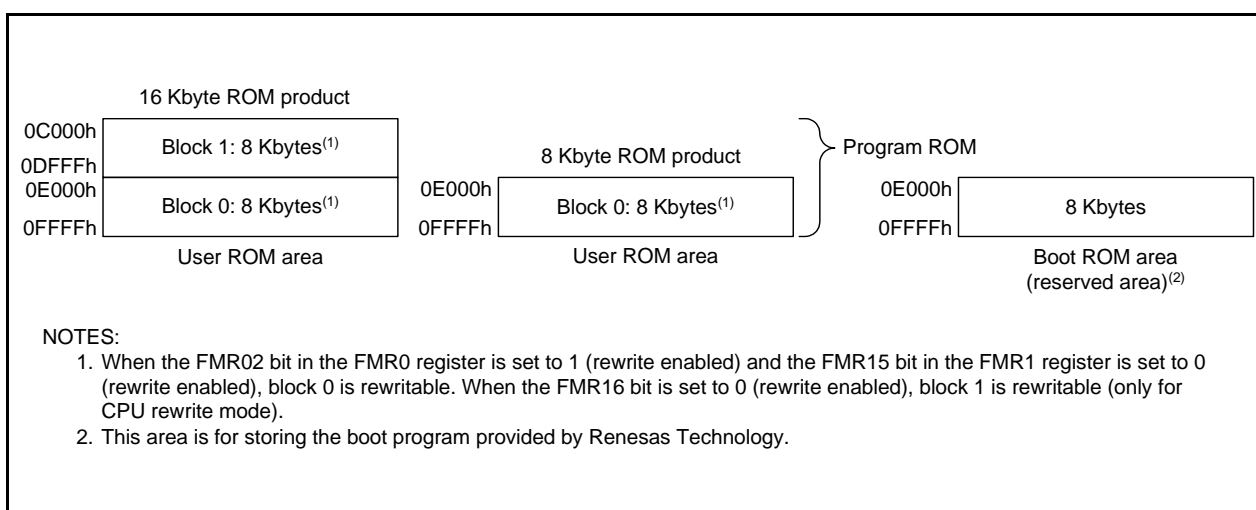 16 Kbyte ROM product
0C000h
Block 1: 8 Kbytes(1)
0DFFFh
0E000h
Block 0: 8 Kbytes(1)
0FFFFh
User ROM area
8 Kbyte ROM product
0E000h
Block 0: 8 Kbytes(1)
0FFFFh
User ROM area
Program ROM
0E000h
8 Kbytes
0FFFFh
Boot ROM area
(reserved area)(2)
NOTES:
1. When the FMR02 bit in the FMR0 register is set to 1 (rewrite enabled) and the FMR15 bit in the FMR1 register is set to 0
(rewrite enabled), block 0 is rewritable. When the FMR16 bit is set to 0 (rewrite enabled), block 1 is rewritable (only for
CPU rewrite mode).
2. This area is for storing the boot program provided by Renesas Technology.